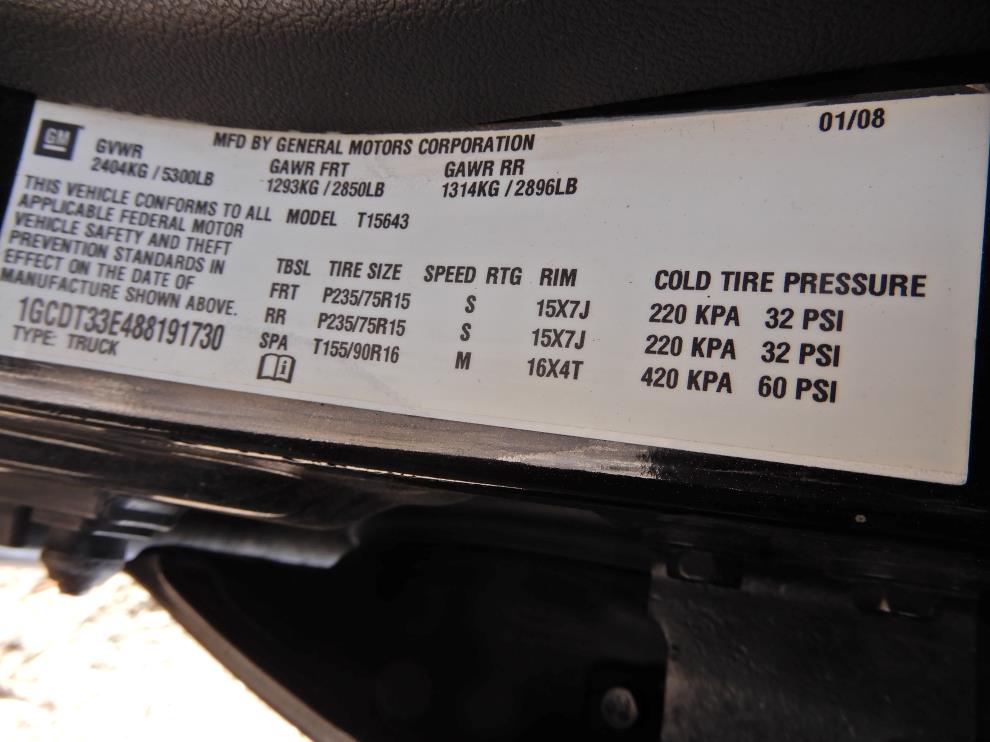 GM
MFD BY GENERAL MOTORS CORPORATION 01/08
GVWR GAWR FRT GAWR RR
2404KG / 5300LB 1293KG / 2850LB 1314KG / 2896LB
THIS VEHICLE CONFORMS TO ALL
APPLICABLE FEDERAL MOTOR
VEHICLE SAFETY AND THEFT
PREVENTION STANDARDS IN
EFFECT ON THE DATE OF
MANUFACTURE SHOWN ABOVE.
1GCDT33E488191730
TYPE: TRUCK
MODEL T15643
TBSL TIRE SIZE SPEED RTG RIM COLD TIRE PRESSURE
FRT P235/75R15 S 15X7J 220 KPA 32 PSI
RR P235/75R15 S 15X7J 220 KPA 32 PSI
SPA T155/90R16 M 16X4T 420 KPA 60 PSI
i